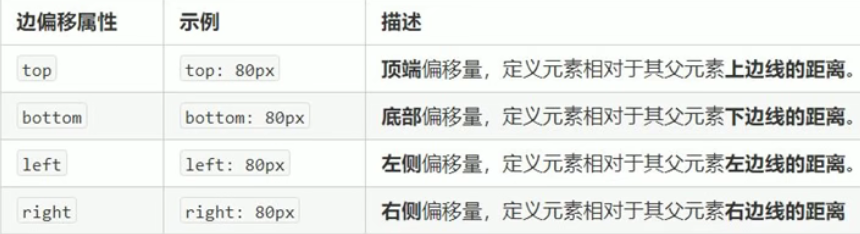 边偏移属性 示例 描述
top top: 80px 顶端偏移量，定义元素相对于其父元素上边线的距离。
bottom bottom: 80px 底部偏移量，定义元素相对于其父元素下边线的距离。
left left: 80px 左侧偏移量，定义元素相对于其父元素左边线的距离。
right right: 80px 右侧偏移量，定义元素相对于其父元素右边线的距离